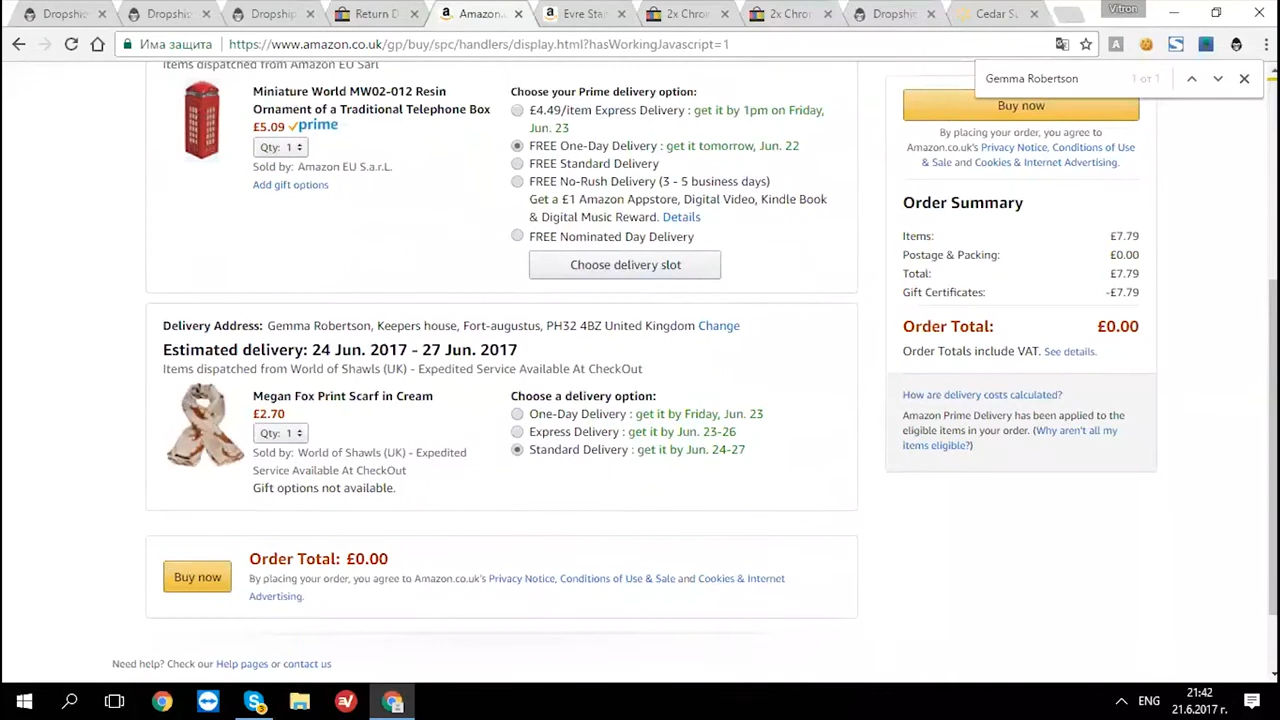 Dropship
Dropship
Dropship
Return D
Amazon.
Evre Sta
2x Chro
2x Chro
Dropship
Cedar Su
Vitron
Има защита
https://www.amazon.co.uk/gp/buy/spc/handlers/display.html?hasWorkingJavascript=1
Gemma Robertson
1 от 1
Items dispatched from Amazon EU Sarl
Miniature World MW02-012 Resin
Ornament of a Traditional Telephone Box
£5.09 prime
Qty: 1
Sold by: Amazon EU S.a.r.L.
Add gift options
Choose your Prime delivery option:
£4.49/item Express Delivery : get it by 1pm on Friday,
Jun. 23
FREE One-Day Delivery : get it tomorrow, Jun. 22
FREE Standard Delivery
FREE No-Rush Delivery (3 - 5 business days)
Get a £1 Amazon Appstore, Digital Video, Kindle Book
& Digital Music Reward. Details
FREE Nominated Day Delivery
Choose delivery slot
Delivery Address: Gemma Robertson, Keepers house, Fort-augustus, PH32 4BZ United Kingdom Change
Estimated delivery: 24 Jun. 2017 - 27 Jun. 2017
Items dispatched from World of Shawls (UK) - Expedited Service Available At CheckOut
Megan Fox Print Scarf in Cream
£2.70
Qty: 1
Sold by: World of Shawls (UK) - Expedited
Service Available At CheckOut
Gift options not available.
Choose a delivery option:
One-Day Delivery : get it by Friday, Jun. 23
Express Delivery : get it by Jun. 23-26
Standard Delivery : get it by Jun. 24-27
Buy now
Order Total: £0.00
By placing your order, you agree to Amazon.co.uk's Privacy Notice, Conditions of Use & Sale and Cookies & Internet
Advertising.
Need help? Check our Help pages or contact us
Buy now
By placing your order, you agree to
Amazon.co.uk's Privacy Notice, Conditions of Use
& Sale and Cookies & Internet Advertising.
Order Summary
Items: £7.79
Postage & Packing: £0.00
Total: £7.79
Gift Certificates: -£7.79
Order Total: £0.00
Order Totals include VAT. See details.
How are delivery costs calculated?
Amazon Prime Delivery has been applied to the
eligible items in your order. (Why aren't all my
items eligible?)
ENG
21:42
21.6.2017 г.